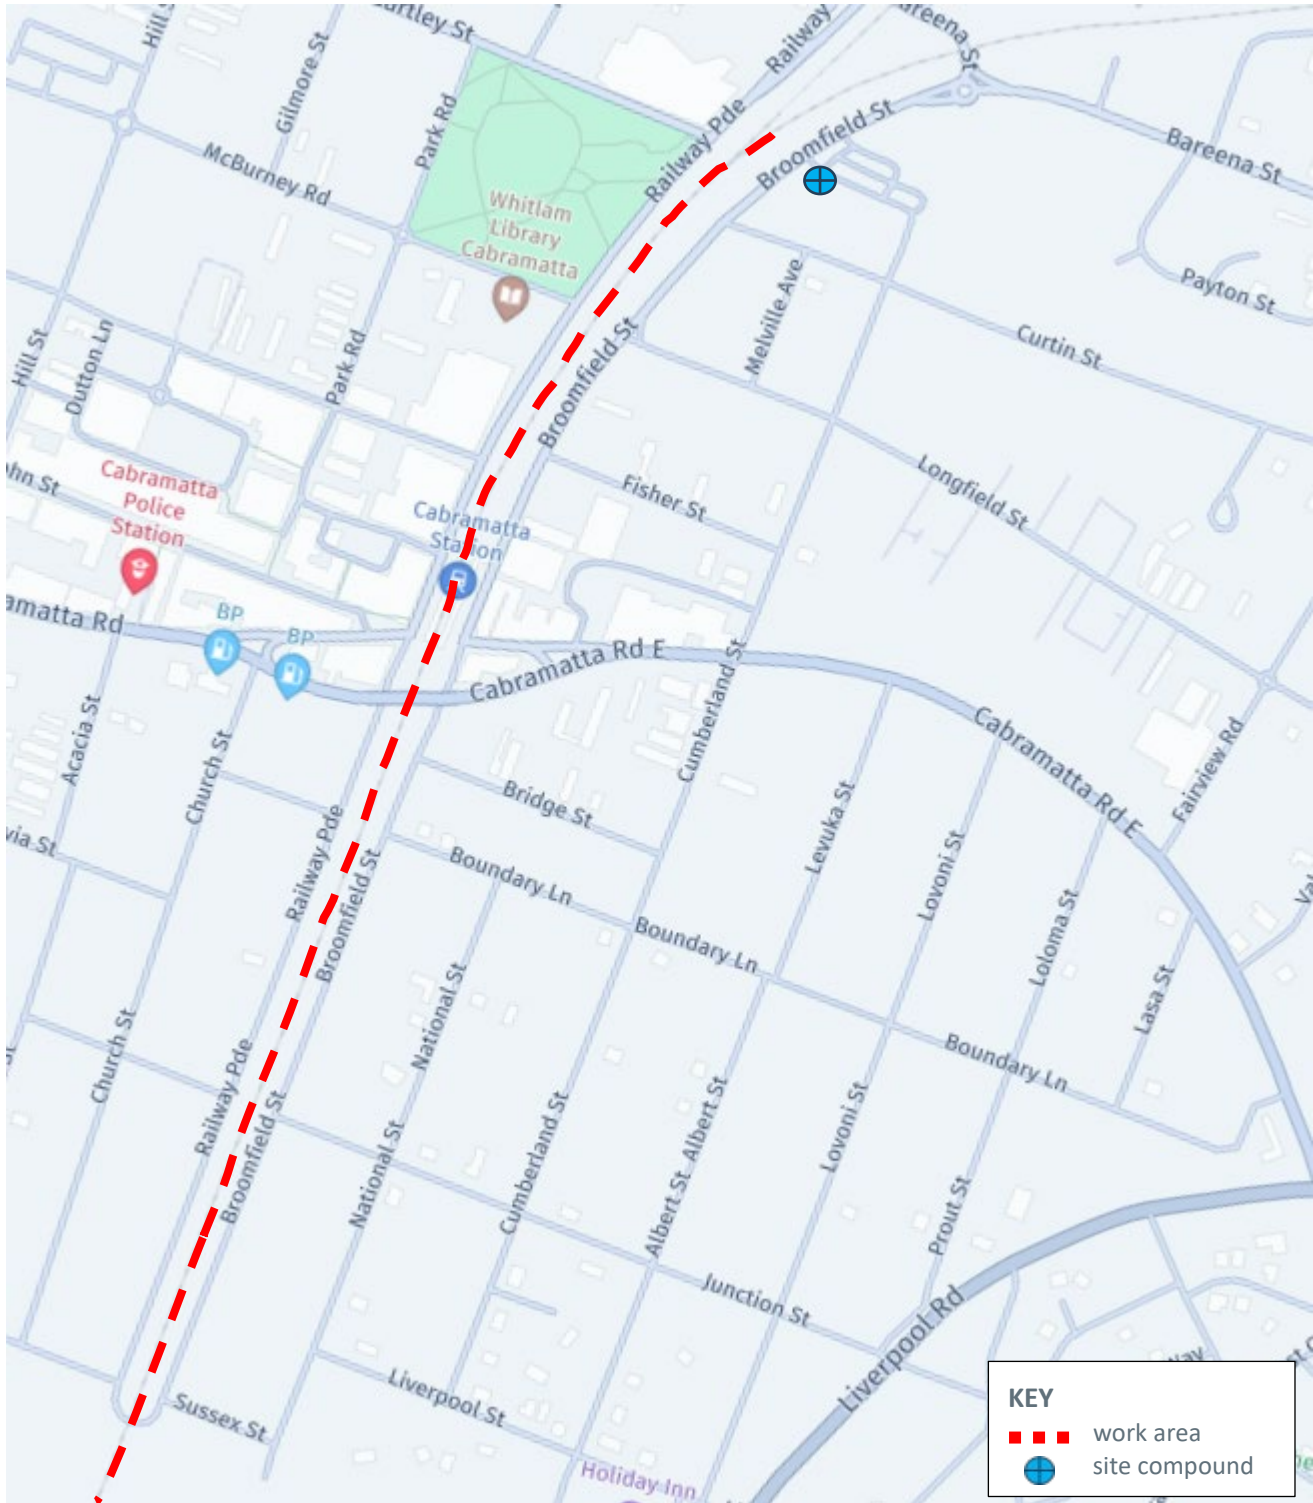 Hill S
artley St
Gilmore St
Park Rd
Railway
areena St
Railway Pde
Broomfield St
Bareena St
McBurney Rd
Whitlam
Library
Cabramatta
Payton St
Melville Ave
Curtin St
Hill St
Dutton Ln
Park Rd
Broomfield St
Cabramatta
Police
Station
ohn St
Cabramatta
Station
Fisher St
Longfield St
amatta Rd
BP
BP
Cabramatta Rd E
Cumberland St
Cabramatta Rd E
Fairview Rd
Acacia St
Church St
Bridge St
Levuka St
Lovoni St
via St
Railway Pde
Broomfield St
Boundary Ln
Boundary Ln
Loloma St
Lasa St
Val
National St
Church St
Railway Pde
Broomfield St
Boundary Ln
National St
Cumberland St
Albert St
Albert St
Lovoni St
Prout St
Junction St
Liverpool Rd
Way
Sussex St
Liverpool St
Holiday Inn
KEY
work area
site compound